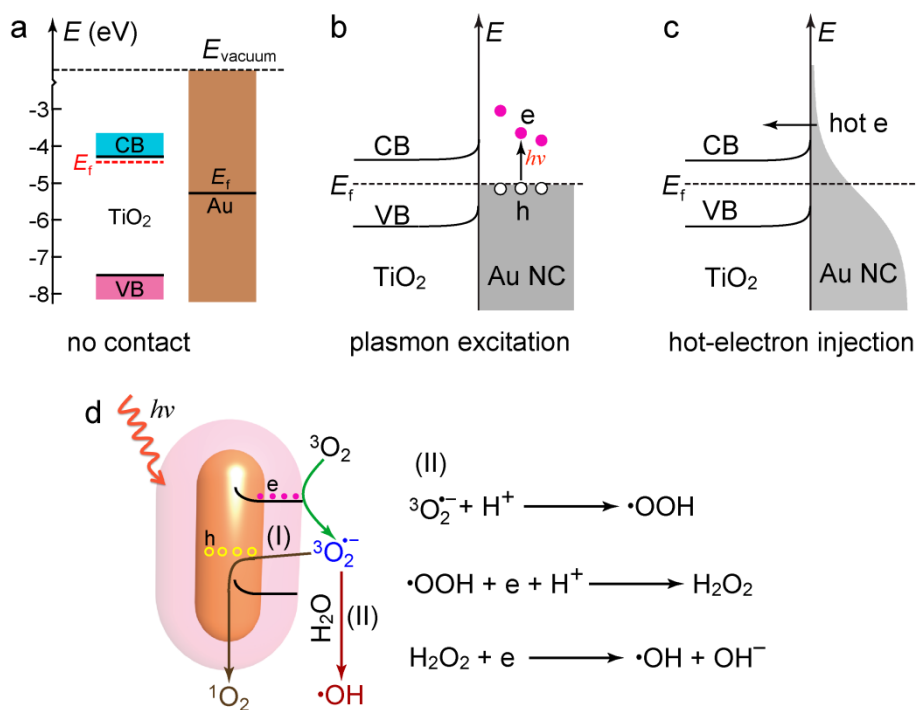 a
E (eV)
E_vacuum
-3
-4
-5
-6
-7
-8
CB
E_f
TiO₂
VB
E_f
Au
no contact
b
E
e
hν
CB
E_f
VB
h
TiO₂
Au NC
plasmon excitation
c
E
hot e
CB
E_f
VB
TiO₂
Au NC
hot-electron injection
d
hν
³O₂
e
h
(I)
³O₂•−
H₂O
(II)
¹O₂
•OH
(II)
³O₂•− + H⁺ ⟶ •OOH
•OOH + e + H⁺ ⟶ H₂O₂
H₂O₂ + e ⟶ •OH + OH⁻